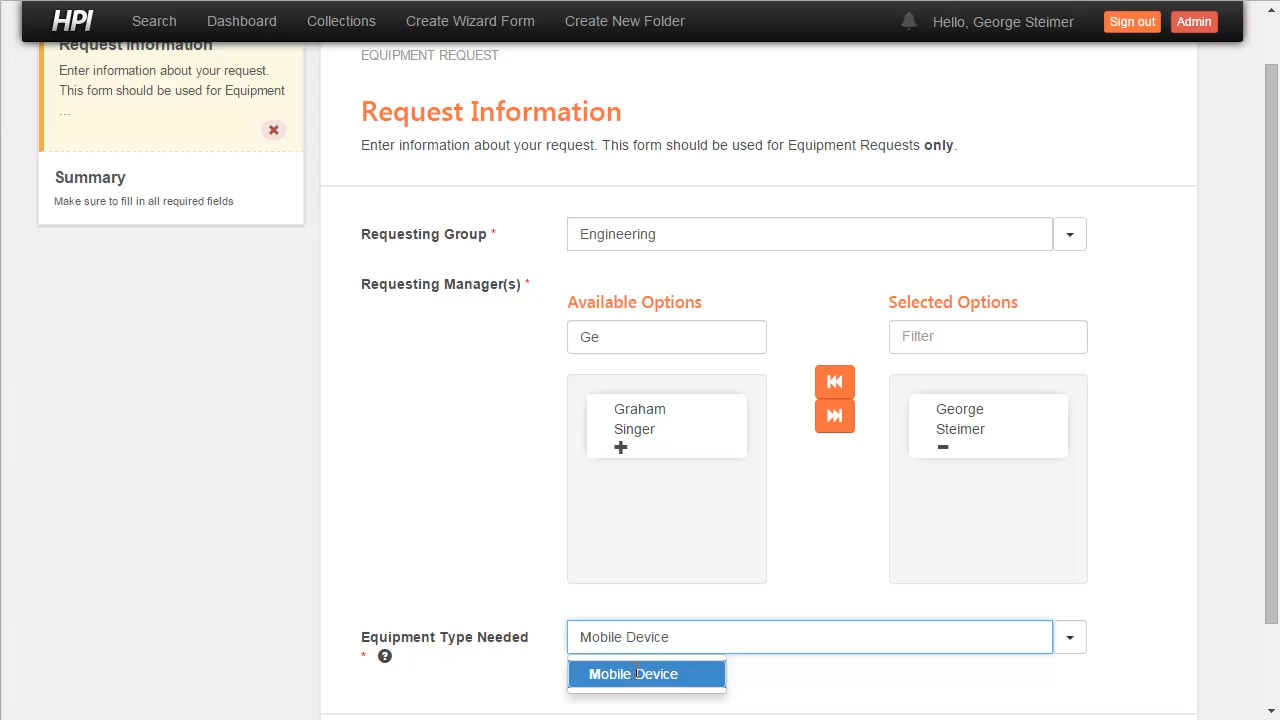 HPI Search Dashboard Collections Create Wizard Form Create New Folder Hello, George Steimer Sign out Admin
Request Information
Enter information about your request.
This form should be used for Equipment
...
Summary
Make sure to fill in all required fields
EQUIPMENT REQUEST
Request Information
Enter information about your request. This form should be used for Equipment Requests only.
Requesting Group * Engineering
Requesting Manager(s) *
Available Options Selected Options
Ge Filter
Graham
Singer
George
Steimer
Equipment Type Needed
* ?
Mobile Device
Mobile Device